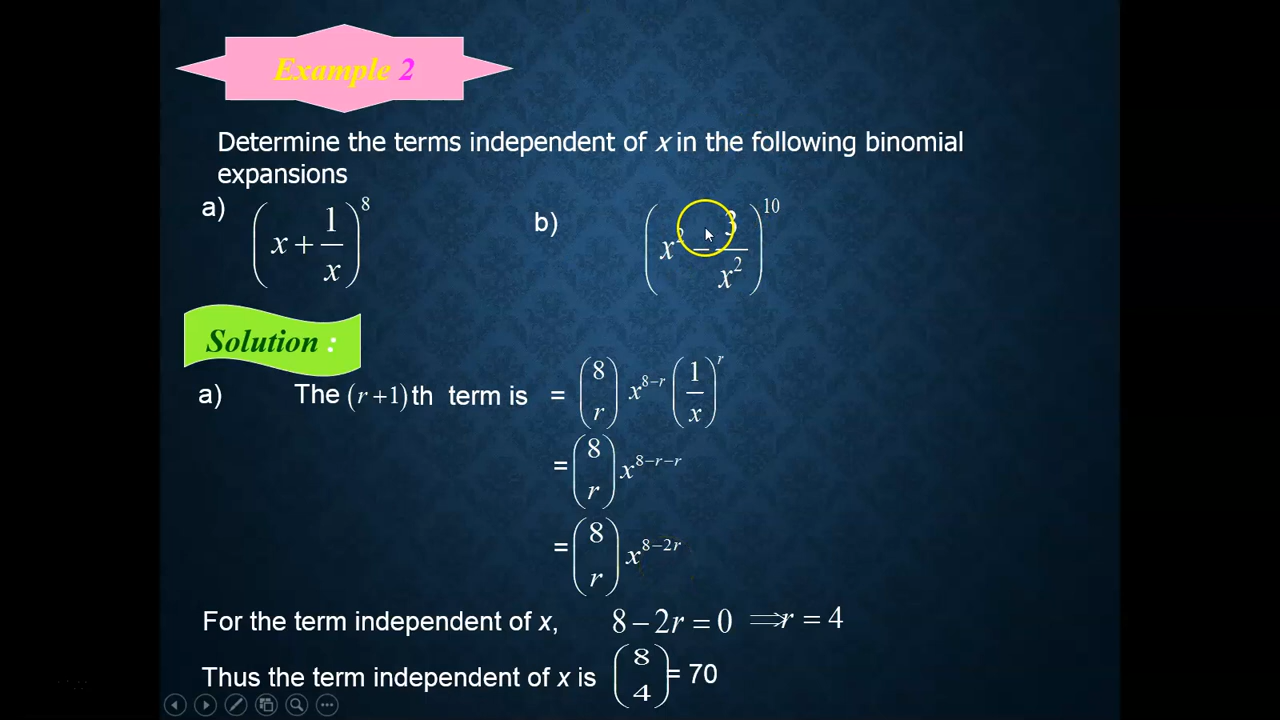 Example 2
Determine the terms independent of x in the following binomial
expansions
a) (x + 1/x)^8 b) (x^2 − 3/x^2)^10
Solution :
a) The (r+1)th term is = (8 r) x^{8−r} (1/x)^r
= (8 r) x^{8−r−r}
= (8 r) x^{8−2r}
For the term independent of x, 8 − 2r = 0 ⇒ r = 4
Thus the term independent of x is (8 4) = 70